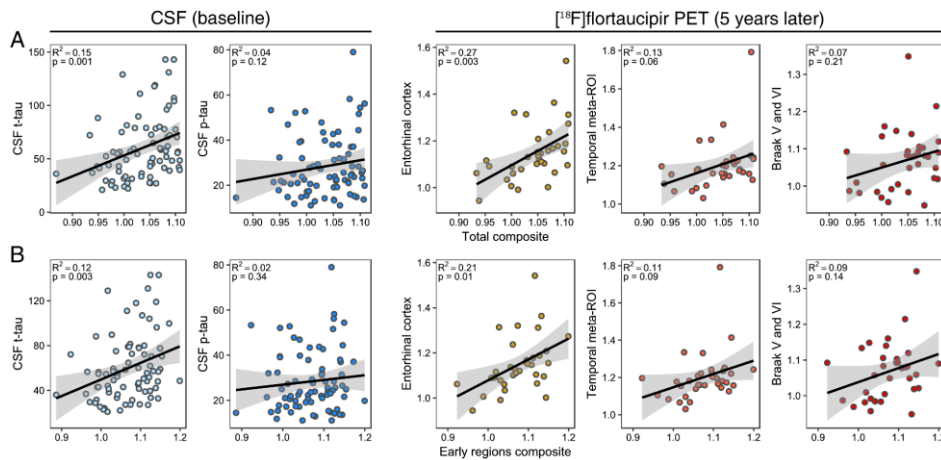 CSF (baseline)
[¹⁸F]flortaucipir PET (5 years later)
A
CSF t-tau
R² = 0.15
p = 0.001
150
100
50
0
0.90 0.95 1.00 1.05 1.10
CSF p-tau
R² = 0.04
p = 0.12
80
60
40
20
0.90 0.95 1.00 1.05 1.10
Entorhinal cortex
R² = 0.27
p = 0.003
1.6
1.4
1.2
1.0
0.90 0.95 1.00 1.05 1.10
Total composite
Temporal meta-ROI
R² = 0.13
p = 0.06
1.8
1.6
1.4
1.2
1.0
0.90 0.95 1.00 1.05 1.10
Braak V and VI
R² = 0.07
p = 0.21
1.3
1.2
1.1
1.0
0.90 0.95 1.00 1.05 1.10
B
CSF t-tau
R² = 0.12
p = 0.003
160
120
80
40
0.9 1.0 1.1 1.2
CSF p-tau
R² = 0.02
p = 0.34
80
60
40
20
0.9 1.0 1.1 1.2
Entorhinal cortex
R² = 0.21
p = 0.01
1.6
1.4
1.2
1.0
0.9 1.0 1.1 1.2
Early regions composite
Temporal meta-ROI
R² = 0.11
p = 0.09
1.8
1.6
1.4
1.2
1.0
0.9 1.0 1.1 1.2
Braak V and VI
R² = 0.09
p = 0.14
1.3
1.2
1.1
1.0
0.9 1.0 1.1 1.2